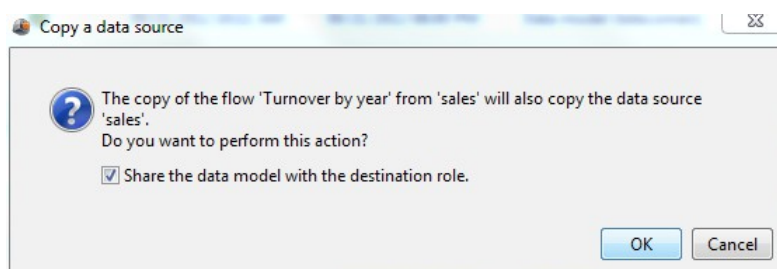 Copy a data source
The copy of the flow 'Turnover by year' from 'sales' will also copy the data source
'sales'.
Do you want to perform this action?
Share the data model with the destination role.
OK Cancel